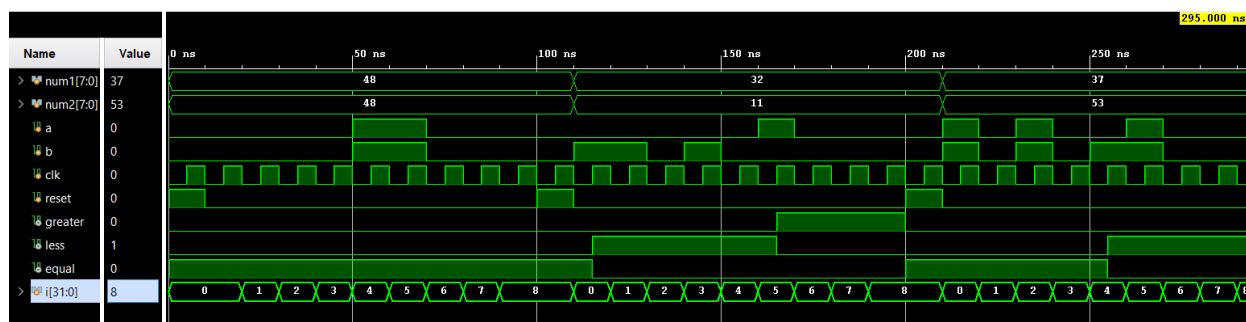 295.000 ns
Name Value 0 ns 50 ns 100 ns 150 ns 200 ns 250 ns
num1[7:0] 37 48 32 37
num2[7:0] 53 48 11 53
a 0
b 0
clk 0
reset 0
greater 0
less 1
equal 0
i[31:0] 8 0 1 2 3 4 5 6 7 8 0 1 2 3 4 5 6 7 8 0 1 2 3 4 5 6 7 8